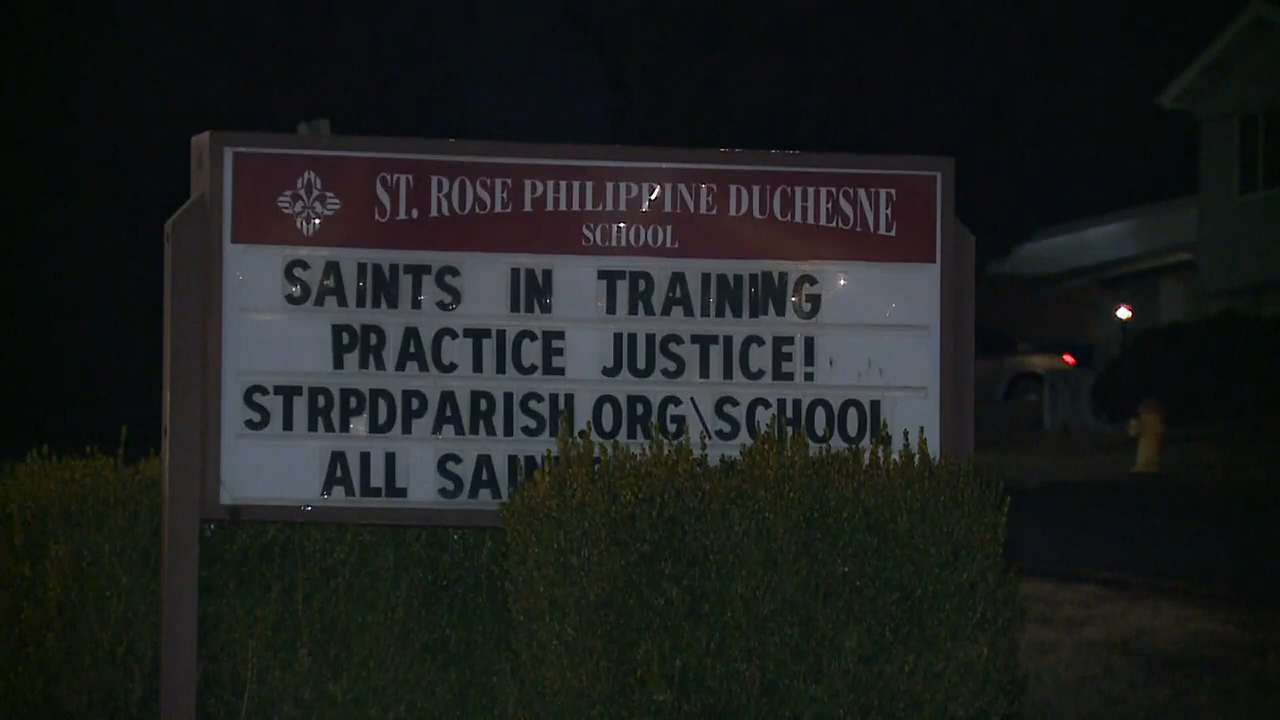 ST. ROSE PHILIPPINE DUCHESNE
SCHOOL
SAINTS IN TRAINING
PRACTICE JUSTICE!
STRPDPARISH.ORG\SCHOOL
ALL